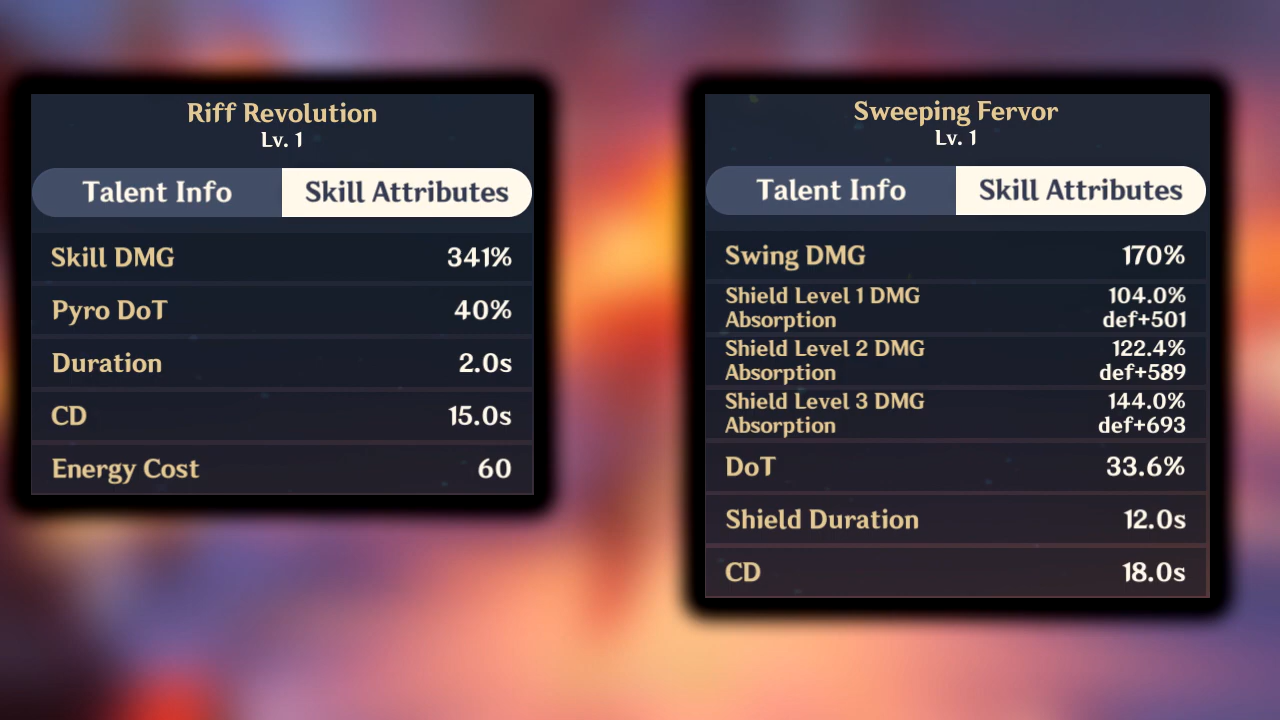 Riff Revolution
Lv. 1
Talent Info
Skill Attributes
Skill DMG 341%
Pyro DoT 40%
Duration 2.0s
CD 15.0s
Energy Cost 60
Sweeping Fervor
Lv. 1
Talent Info
Skill Attributes
Swing DMG 170%
Shield Level 1 DMG 104.0%
Absorption def+501
Shield Level 2 DMG 122.4%
Absorption def+589
Shield Level 3 DMG 144.0%
Absorption def+693
DoT 33.6%
Shield Duration 12.0s
CD 18.0s